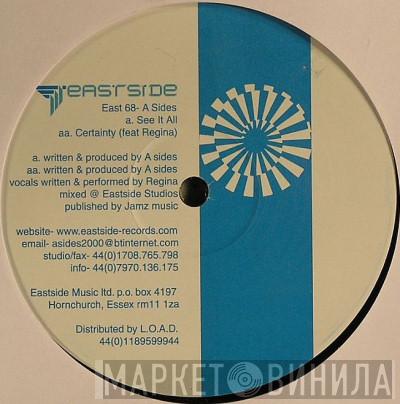 EASTSIDE
East 68- A Sides
a. See It All
aa. Certainty (feat Regina)
a. written & produced by A sides
aa. written & produced by A sides
vocals written & performed by Regina
mixed @ Eastside Studios
published by Jamz music
website- www.eastside-records.com
email- asides2000@btinternet.com
studio/fax- 44(0)1708.765.798
info- 44(0)7970.136.175
Eastside Music ltd. p.o. box 4197
Hornchurch, Essex rm11 1za
Distributed by L.O.A.D.
44(0)1189599944
МАРКЕТ ВИНИЛА